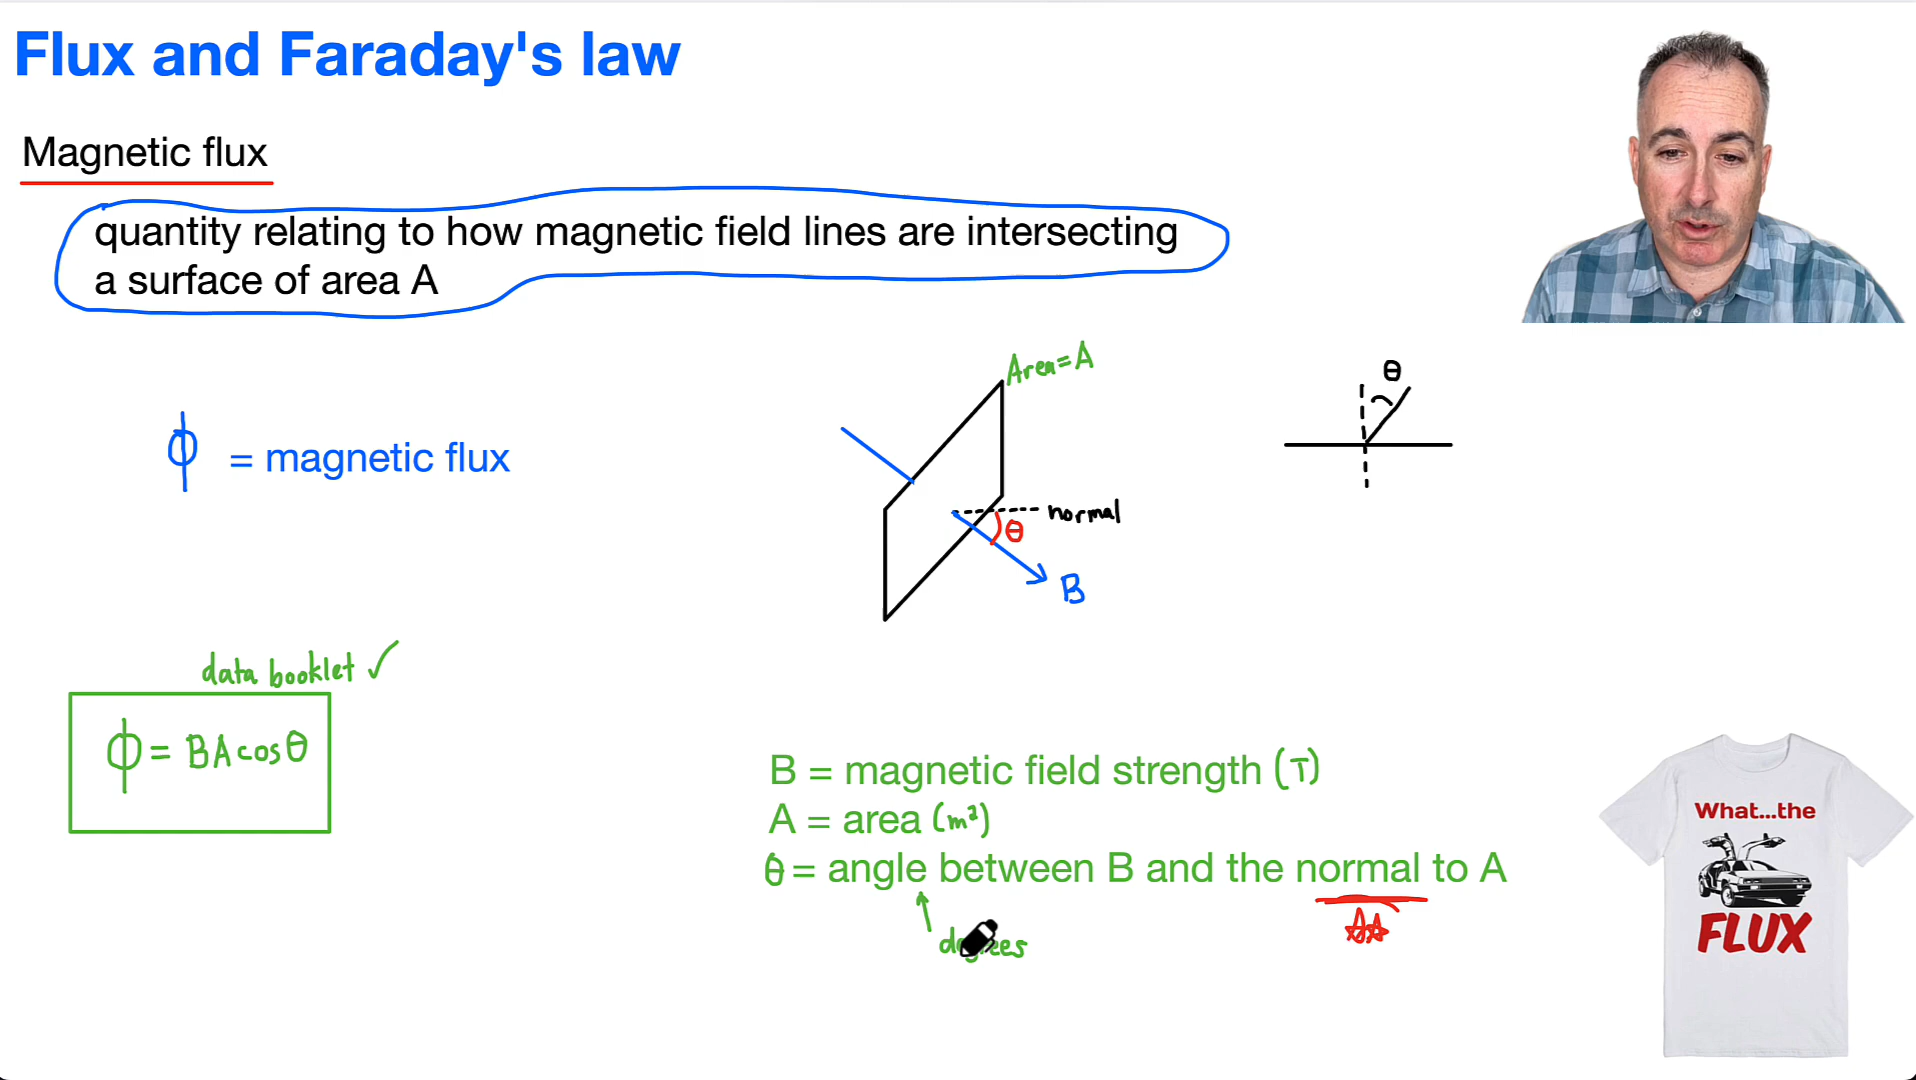 Flux and Faraday's law
Magnetic flux
quantity relating to how magnetic field lines are intersecting
a surface of area A
Area=A
θ
ϕ = magnetic flux
normal
θ
B
data booklet ✓
ϕ = BAcosθ
B = magnetic field strength (T)
A = area (m²)
θ = angle between B and the normal to A
degrees
What...the
FLUX